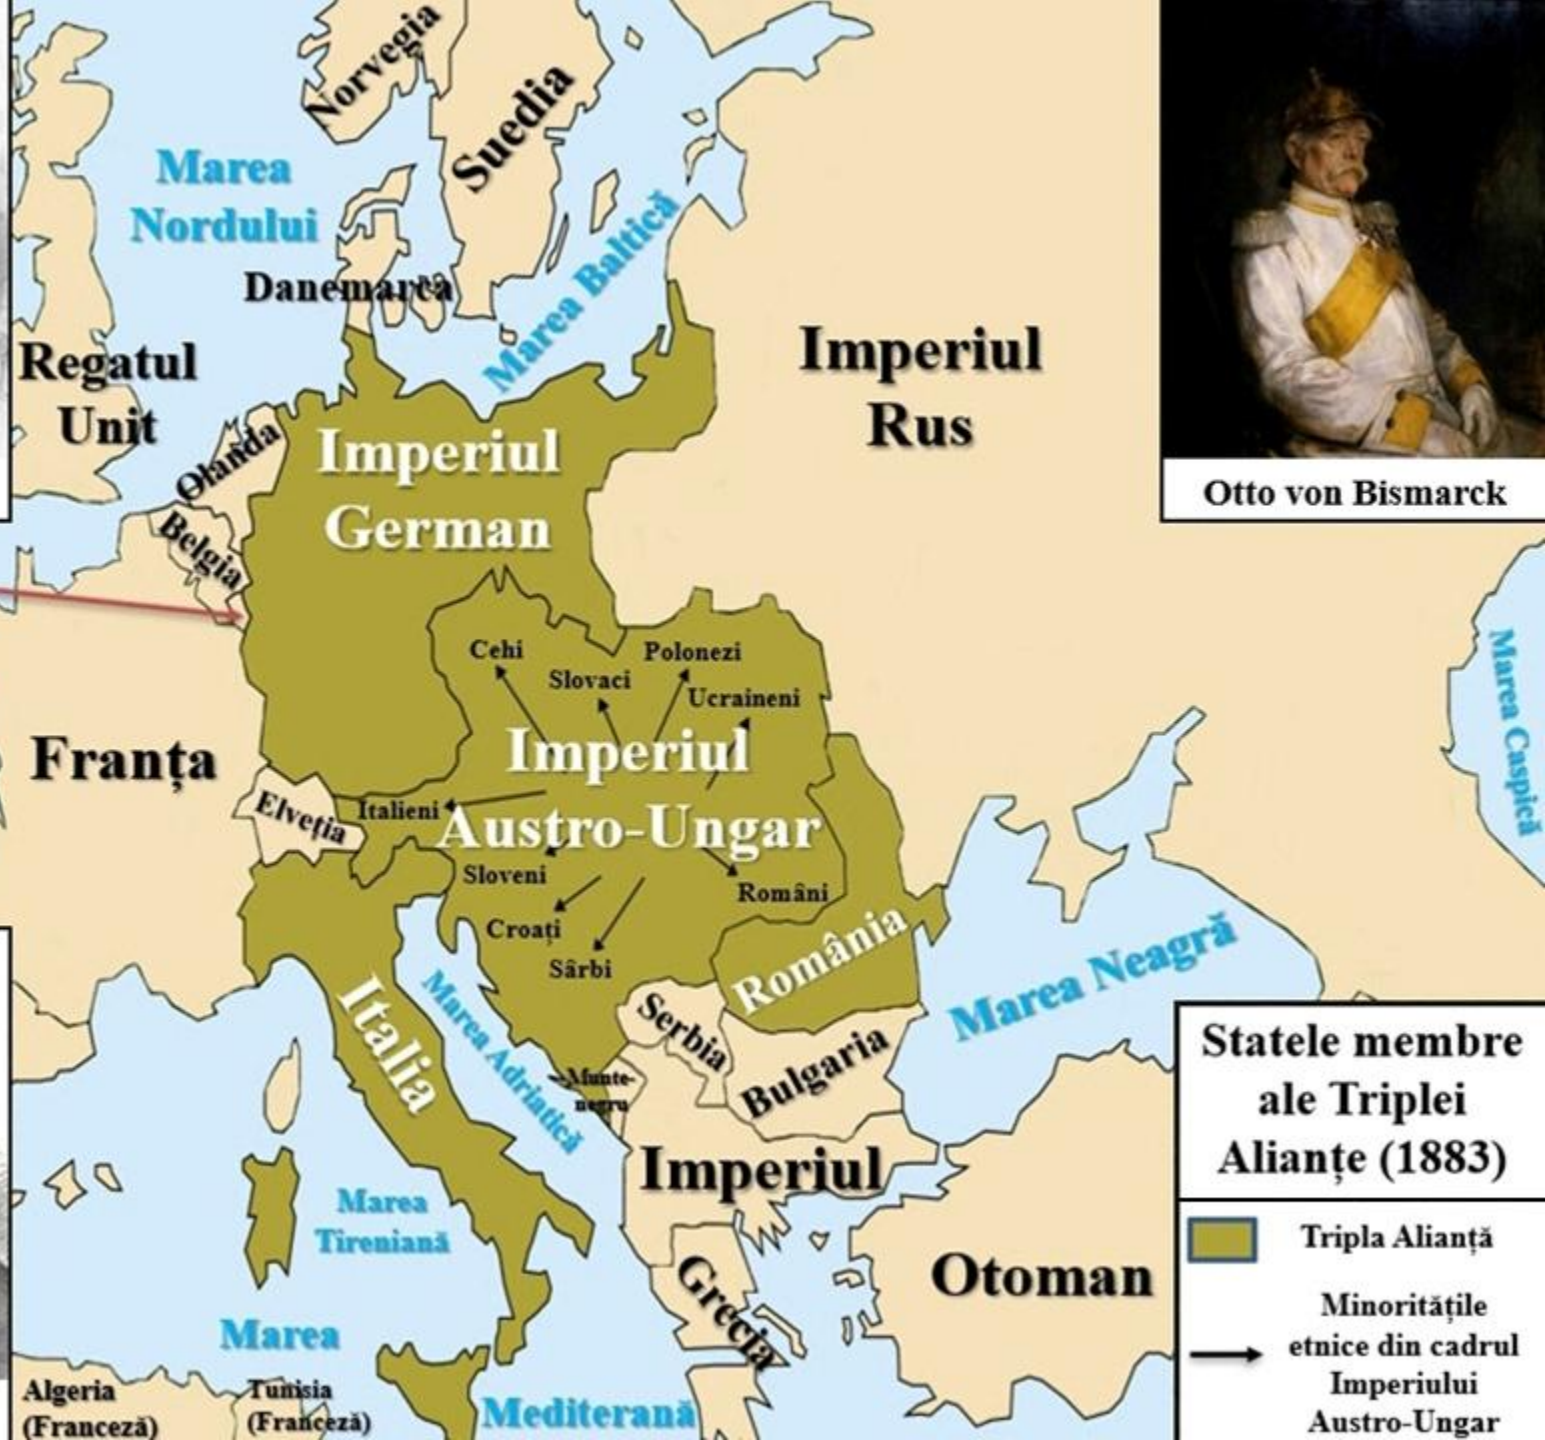 Norvegia
Suedia
Marea
Nordului
Marea Baltică
Danemarca
Regatul
Unit
Olanda
Belgia
Imperiul
German
Imperiul
Rus
Otto von Bismarck
Cehi
Slovaci
Polonezi
Ucraineni
Imperiul
Austro-Ungar
Franța
Elveția
Italieni
Sloveni
Croați
Sârbi
Români
România
Marea Caspică
Marea Neagră
Italia
Marea Adriatică
Serbia
Bulgaria
Munte-
negru
Imperiul
Otoman
Grecia
Marea
Tireniană
Marea
Mediterană
Algeria
(Franceză)
Tunisia
(Franceză)
Statele membre
ale Triplei
Alianțe (1883)
Tripla Alianță
Minoritățile
etnice din cadrul
Imperiului
Austro-Ungar